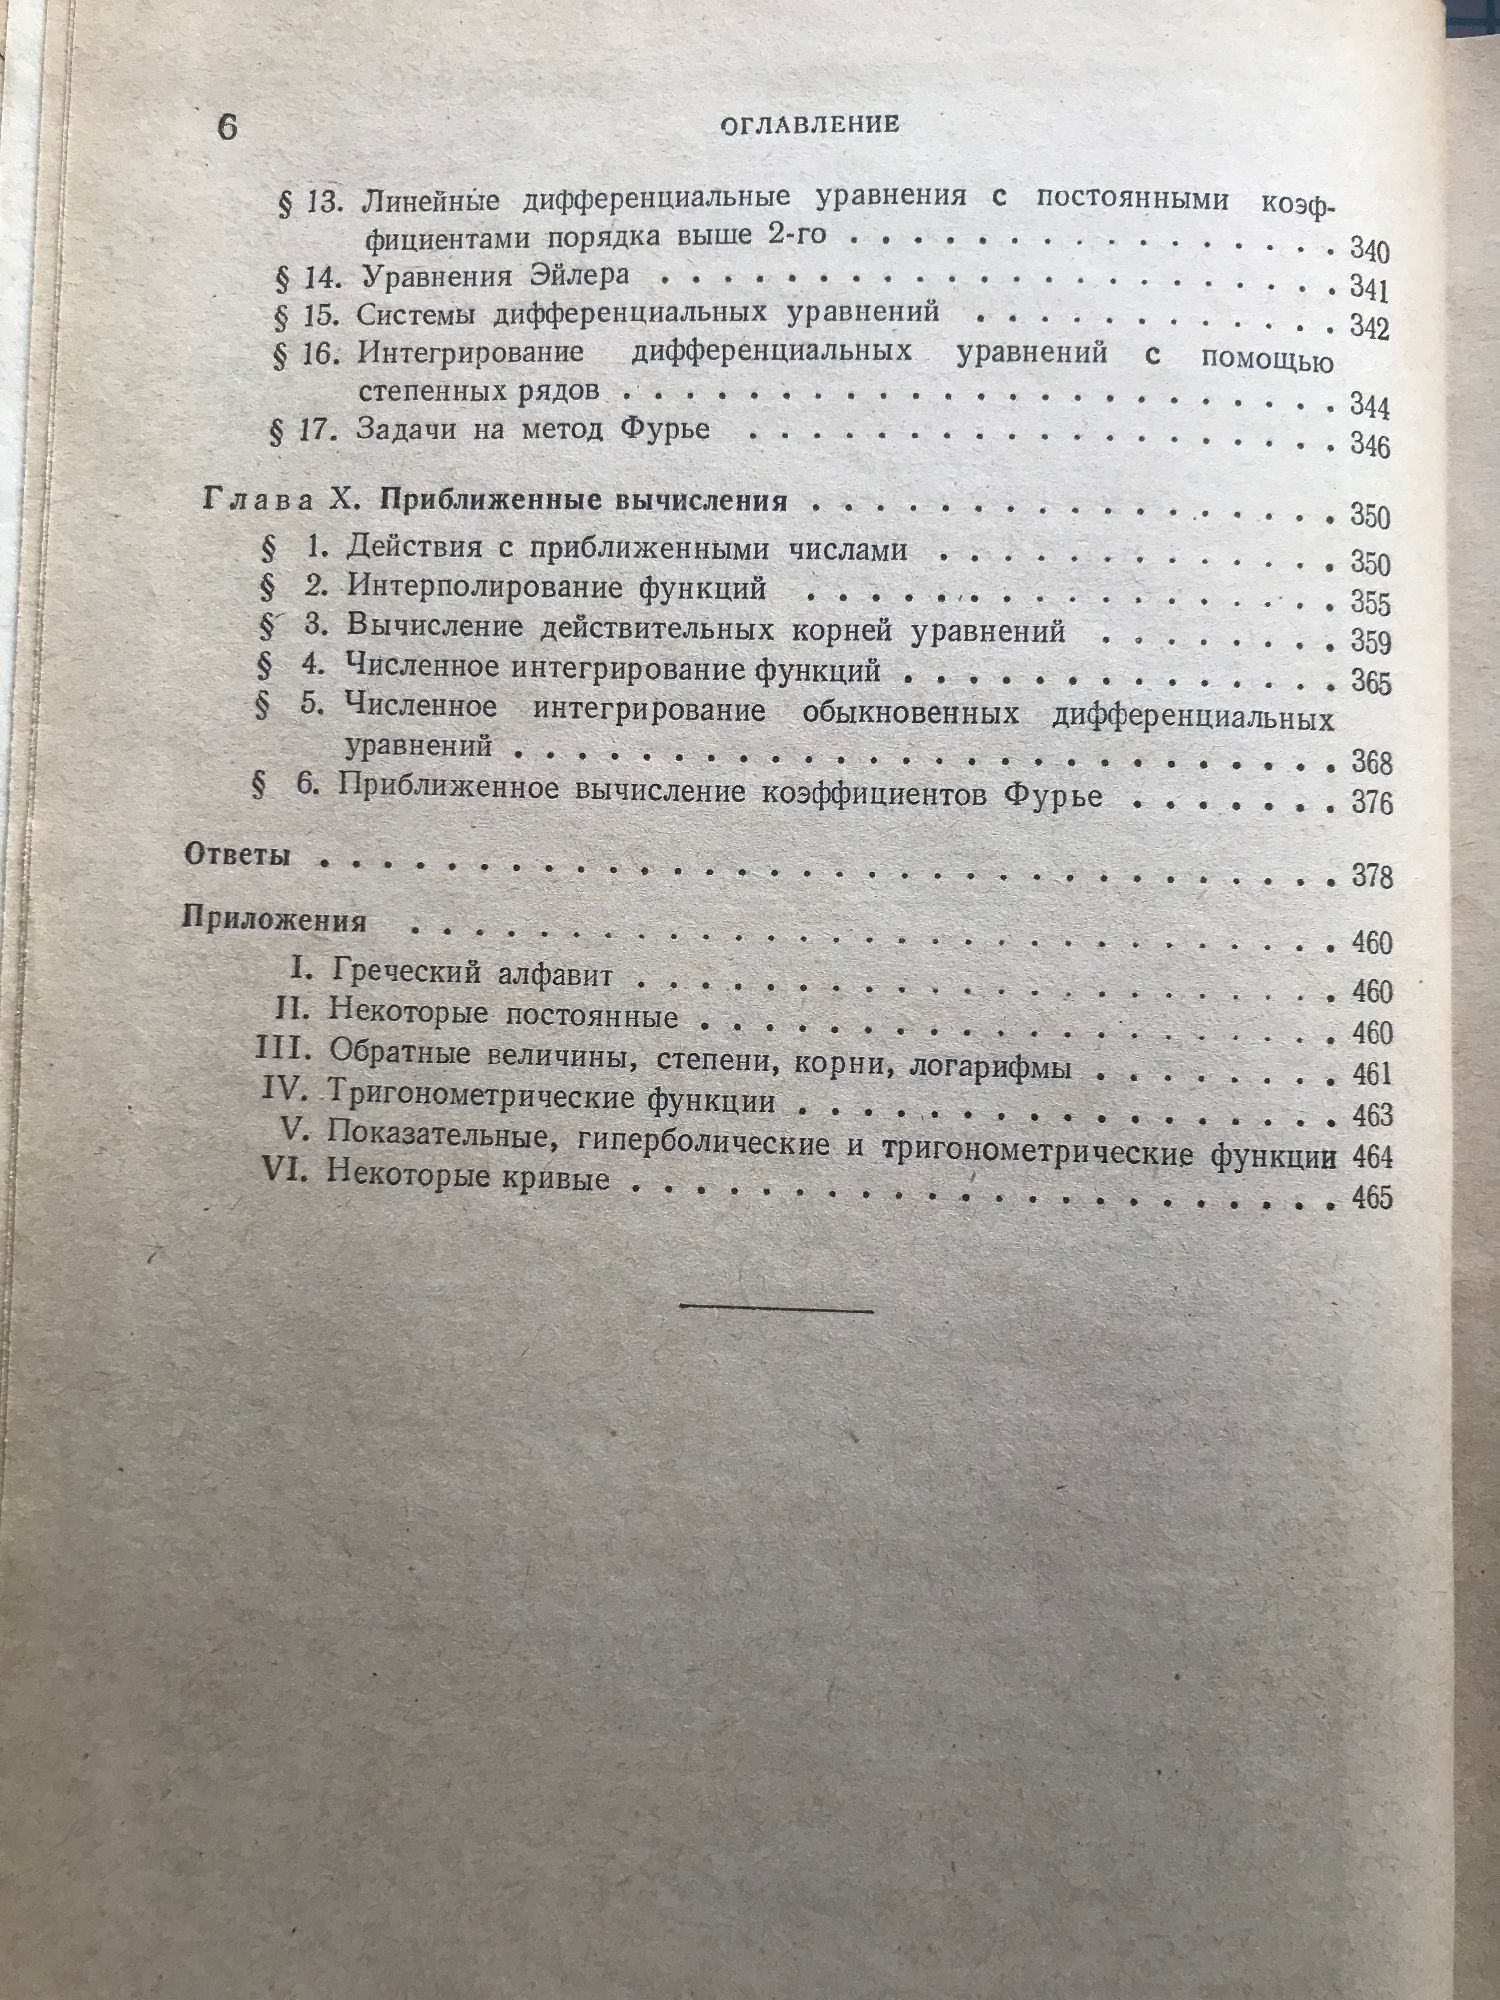 6 ОГЛАВЛЕНИЕ
§ 13. Линейные дифференциальные уравнения с постоянными коэф-
фициентами порядка выше 2-го . . . . . . . . . . . . . . . . 340
§ 14. Уравнения Эйлера . . . . . . . . . . . . . . . . . . . . . . 341
§ 15. Системы дифференциальных уравнений . . . . . . . . . . . . 342
§ 16. Интегрирование дифференциальных уравнений с помощью
степенных рядов . . . . . . . . . . . . . . . . . . . . . . . 344
§ 17. Задачи на метод Фурье . . . . . . . . . . . . . . . . . . . 346
Глава X. Приближенные вычисления . . . . . . . . . . . . . . . . . 350
§ 1. Действия с приближенными числами . . . . . . . . . . . . . 350
§ 2. Интерполирование функций . . . . . . . . . . . . . . . . . 355
§ 3. Вычисление действительных корней уравнений . . . . . . . . 359
§ 4. Численное интегрирование функций . . . . . . . . . . . . . . 365
§ 5. Численное интегрирование обыкновенных дифференциальных
уравнений . . . . . . . . . . . . . . . . . . . . . . . . . . 368
§ 6. Приближенное вычисление коэффициентов Фурье . . . . . . . 376
Ответы . . . . . . . . . . . . . . . . . . . . . . . . . . . . . . . . 378
Приложения . . . . . . . . . . . . . . . . . . . . . . . . . . . . . 460
I. Греческий алфавит . . . . . . . . . . . . . . . . . . . . . . 460
II. Некоторые постоянные . . . . . . . . . . . . . . . . . . . . 460
III. Обратные величины, степени, корни, логарифмы . . . . . . . . 461
IV. Тригонометрические функции . . . . . . . . . . . . . . . . . 463
V. Показательные, гиперболические и тригонометрические функции 464
VI. Некоторые кривые . . . . . . . . . . . . . . . . . . . . . . 465